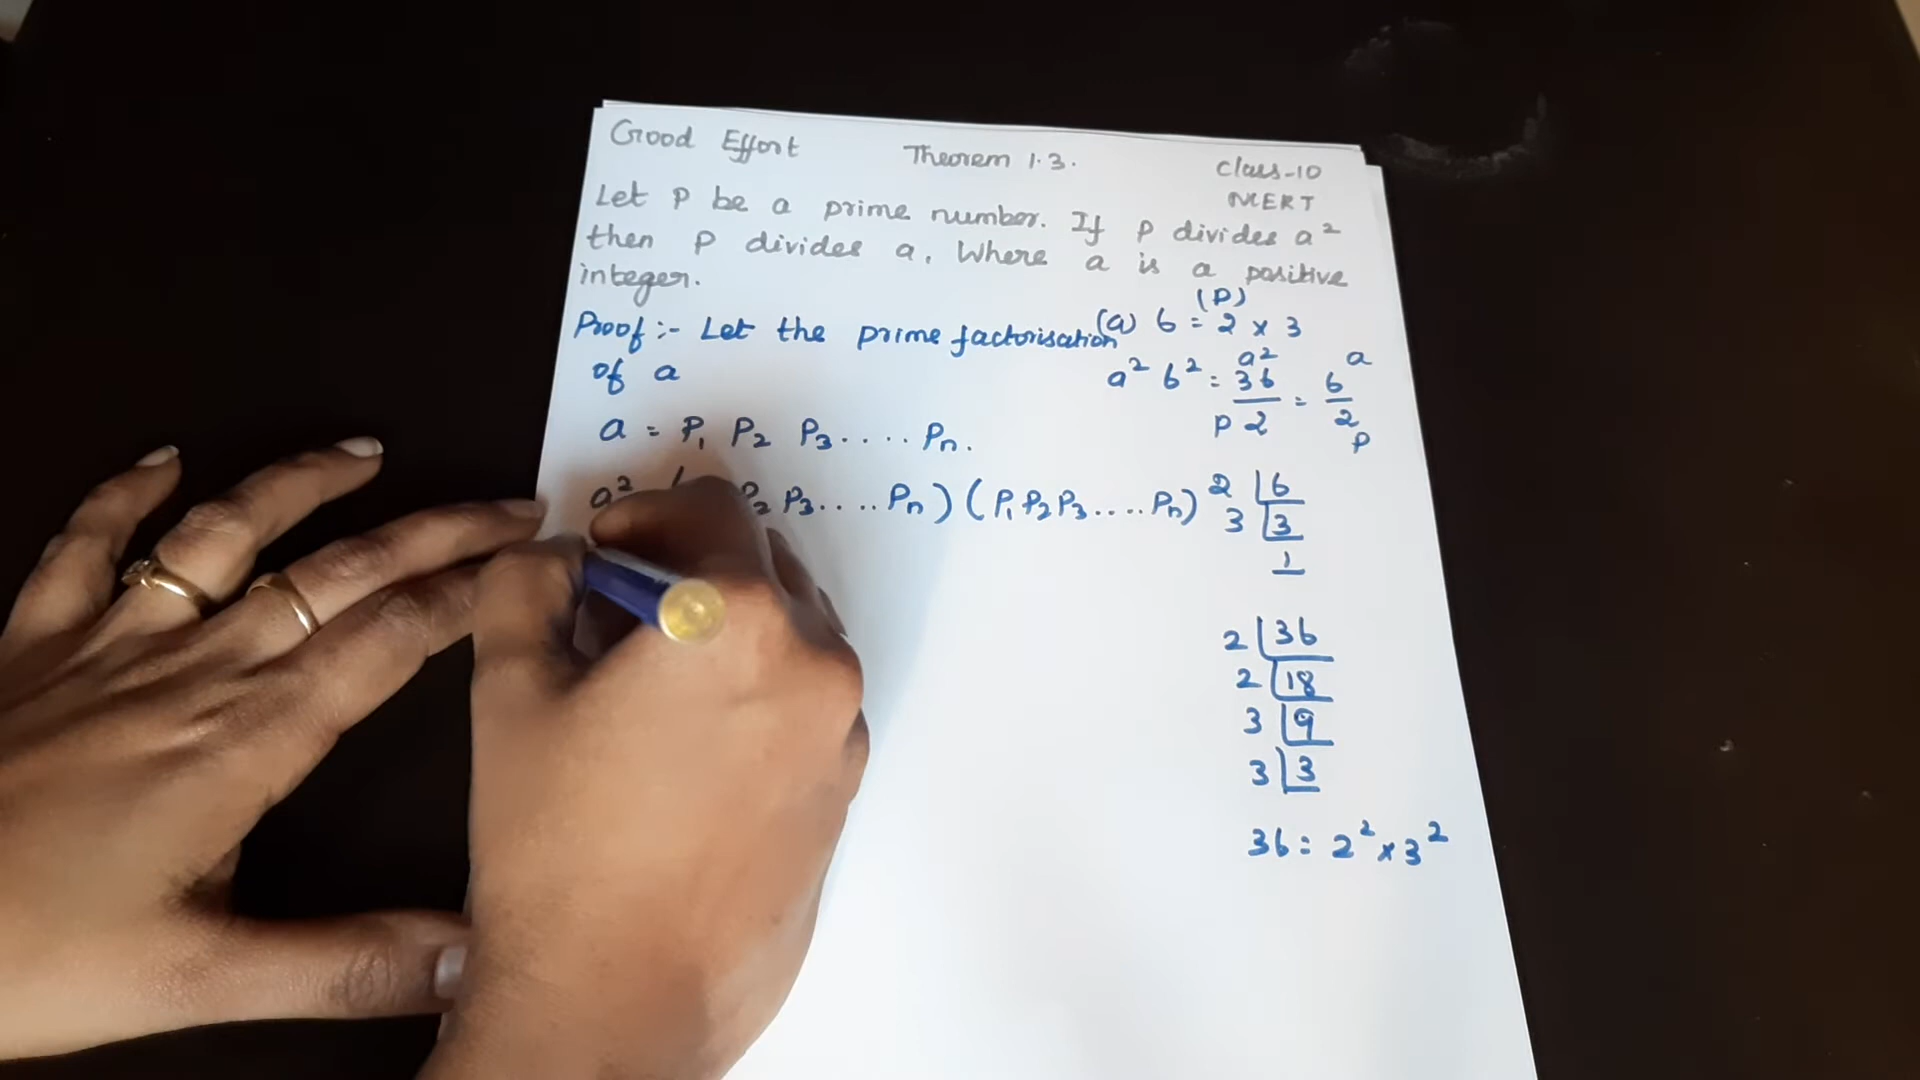 Good Effort Theorem 1.3. Class-10
NCERT
Let P be a prime number. If P divides a²
then P divides a. Where a is a positive
integer.
Proof :- Let the prime factorisation
of a
a = P₁ P₂ P₃ .... Pₙ.
a² P₂ P₃ .... Pₙ) (P₁ P₂ P₃ .... Pₙ)
(P)
(a) 6 = 2 × 3
a² a
a² 6² = 36 = 6
P 2 2
P
2 6
3 3
1
2 36
2 18
3 9
3 3
36 = 2² × 3²